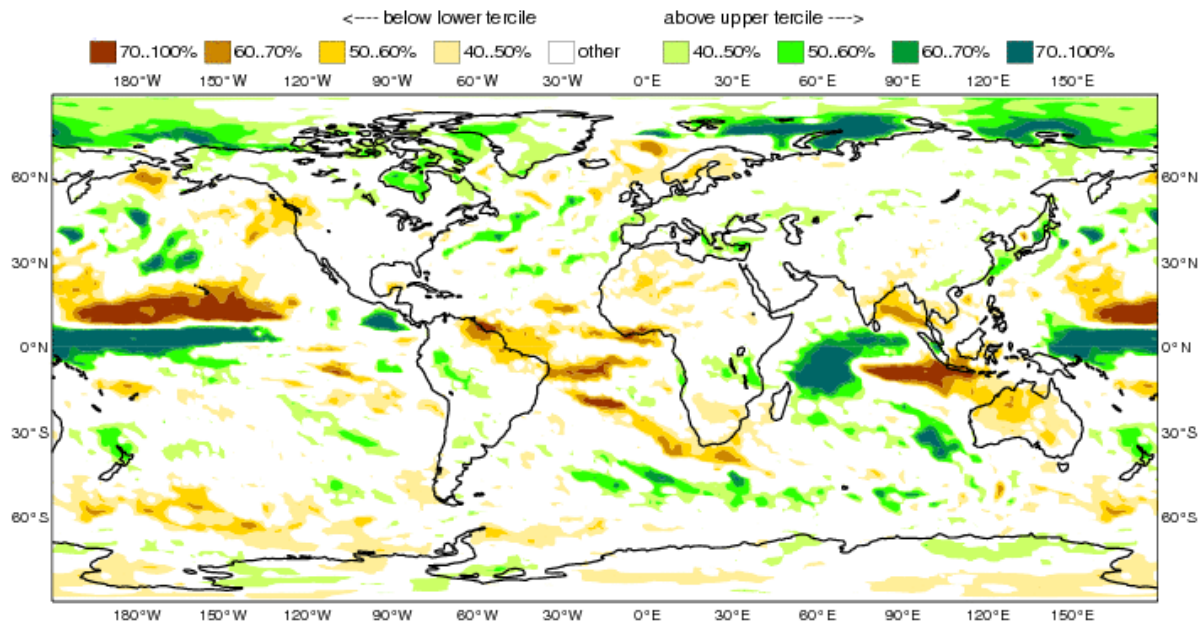 <---- below lower tercile above upper tercile ---->
70..100% 60..70% 50..60% 40..50% other 40..50% 50..60% 60..70% 70..100%
180°W 150°W 120°W 90°W 60°W 30°W 0°E 30°E 60°E 90°E 120°E 150°E
60°N 60°N
30°N 30°N
0°N 0°N
30°S 30°S
60°S 60°S
180°W 150°W 120°W 90°W 60°W 30°W 0°E 30°E 60°E 90°E 120°E 150°E